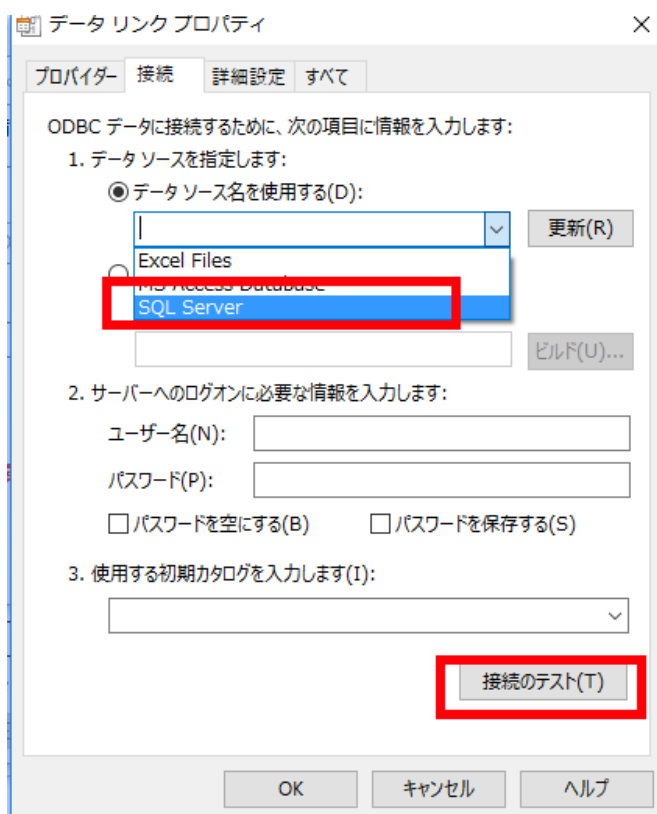 データ リンク プロパティ
プロバイダー 接続 詳細設定 すべて
ODBC データに接続するために、次の項目に情報を入力します:
1. データ ソースを指定します:
データ ソース名を使用する(D):
更新(R)
Excel Files
MS Access Database
SQL Server
ビルド(U)...
2. サーバーへのログオンに必要な情報を入力します:
ユーザー名(N):
パスワード(P):
パスワードを空にする(B) パスワードを保存する(S)
3. 使用する初期カタログを入力します(I):
接続のテスト(T)
OK キャンセル ヘルプ